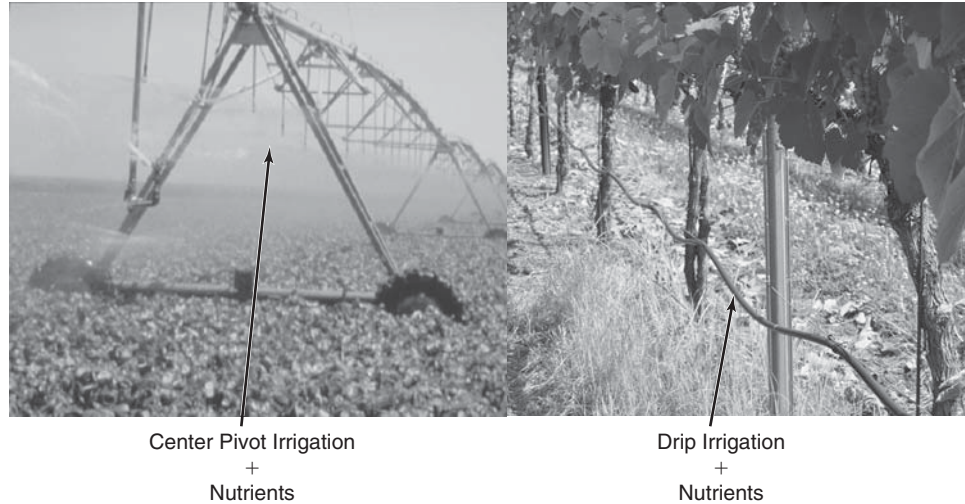 Center Pivot Irrigation
+
Nutrients
Drip Irrigation
+
Nutrients